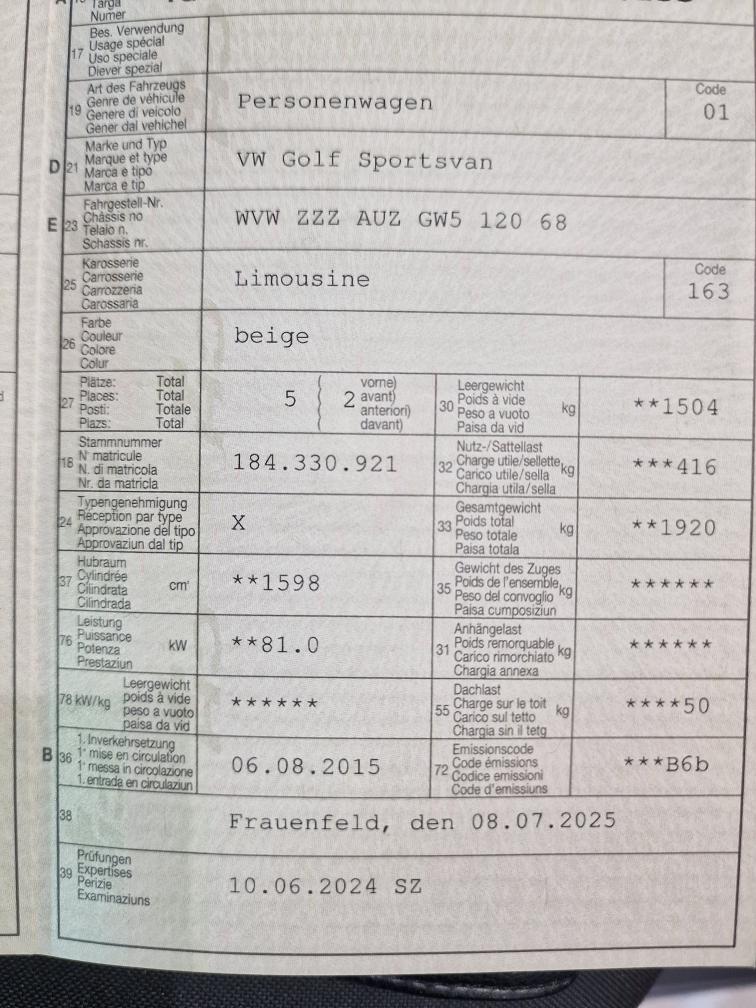 Targa
Numer
17
Bes. Verwendung
Usage spécial
Uso speciale
Diever spezial
19
Art des Fahrzeugs
Genre de véhicule
Genere di veicolo
Gener dal vehichel
Personenwagen
Code
01
D 21
Marke und Typ
Marque et type
Marca e tipo
Marca e tip
VW Golf Sportsvan
E 23
Fahrgestell-Nr.
Châssis no
Telaio n.
Schassis nr.
WVW ZZZ AUZ GW5 120 68
25
Karosserie
Carrosserie
Carrozzeria
Carossaria
Limousine
Code
163
26
Farbe
Couleur
Colore
Colur
beige
27
Plätze: Total
Places: Total
Posti: Totale
Plazs: Total
5 ( 2
vorne)
avant)
anteriori)
davant)
30
Leergewicht
Poids à vide
Peso a vuoto
Paisa da vid
kg
**1504
18
Stammnummer
N° matricule
N. di matricola
Nr. da matricla
184.330.921
32
Nutz-/Sattellast
Charge utile/sellette
Carico utile/sella
Chargia utila/sella
kg
***416
24
Typengenehmigung
Réception par type
Approvazione del tipo
Approvaziun dal tip
X
33
Gesamtgewicht
Poids total
Peso totale
Paisa totala
kg
**1920
37
Hubraum
Cylindrée
Cilindrata
Cilindrada
cm³
**1598
35
Gewicht des Zuges
Poids de l'ensemble
Peso del convoglio
Paisa cumposiziun
kg
******
76
Leistung
Puissance
Potenza
Prestaziun
kW
**81.0
31
Anhängelast
Poids remorquable
Carico rimorchiato
Chargia annexa
kg
******
78 kW/kg
Leergewicht
poids à vide
peso a vuoto
paisa da vid
******
55
Dachlast
Charge sur le toit
Carico sul tetto
Chargia sin il tetg
kg
****50
B 36
1. Inverkehrsetzung
1re mise en circulation
1a messa in circolazione
1. entrada en circulaziun
06.08.2015
72
Emissionscode
Code émissions
Codice emissioni
Code d'emissiuns
***B6b
38
Frauenfeld, den 08.07.2025
39
Prüfungen
Expertises
Perizie
Examinaziuns
10.06.2024 SZ